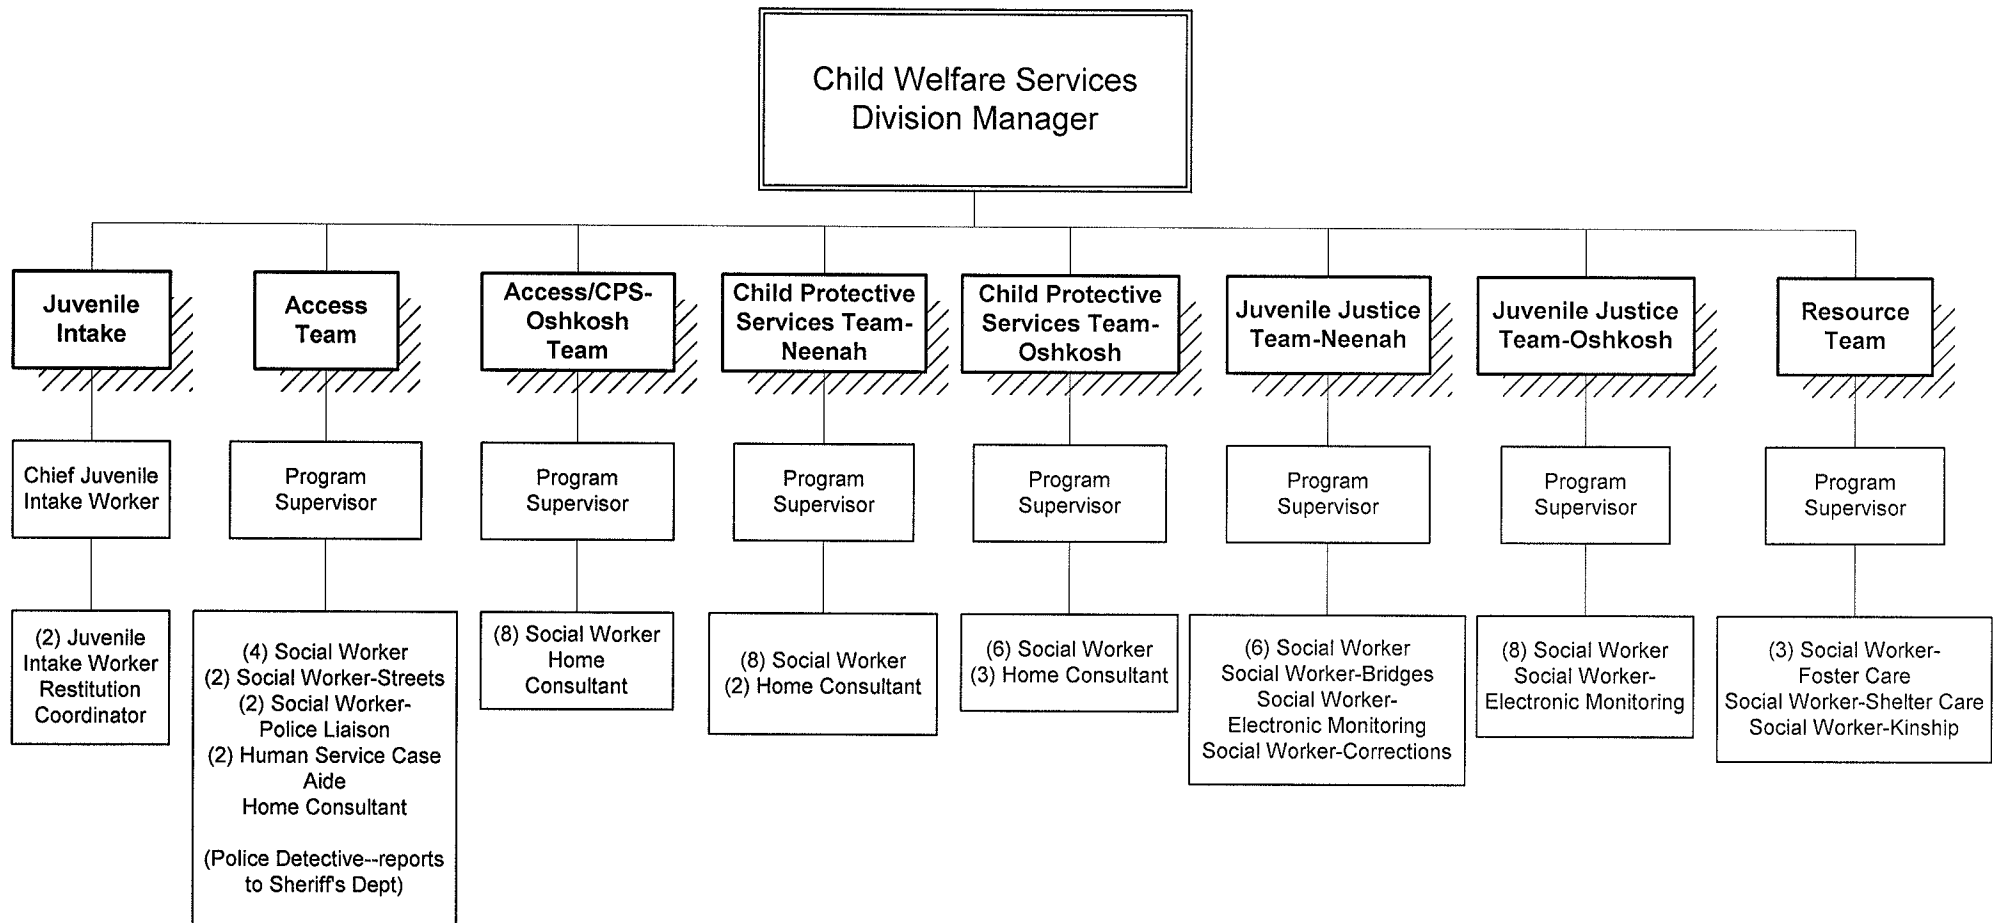 Child Welfare Services
Division Manager
Juvenile
Intake
Access
Team
Access/CPS-
Oshkosh
Team
Child Protective
Services Team-
Neenah
Child Protective
Services Team-
Oshkosh
Juvenile Justice
Team-Neenah
Juvenile Justice
Team-Oshkosh
Resource
Team
Chief Juvenile
Intake Worker
Program
Supervisor
Program
Supervisor
Program
Supervisor
Program
Supervisor
Program
Supervisor
Program
Supervisor
Program
Supervisor
(2) Juvenile
Intake Worker
Restitution
Coordinator
(4) Social Worker
(2) Social Worker-Streets
(2) Social Worker-
Police Liaison
(2) Human Service Case
Aide
Home Consultant
(Police Detective--reports
to Sheriff's Dept)
(8) Social Worker
Home
Consultant
(8) Social Worker
(2) Home Consultant
(6) Social Worker
(3) Home Consultant
(6) Social Worker
Social Worker-Bridges
Social Worker-
Electronic Monitoring
Social Worker-Corrections
(8) Social Worker
Social Worker-
Electronic Monitoring
(3) Social Worker-
Foster Care
Social Worker-Shelter Care
Social Worker-Kinship